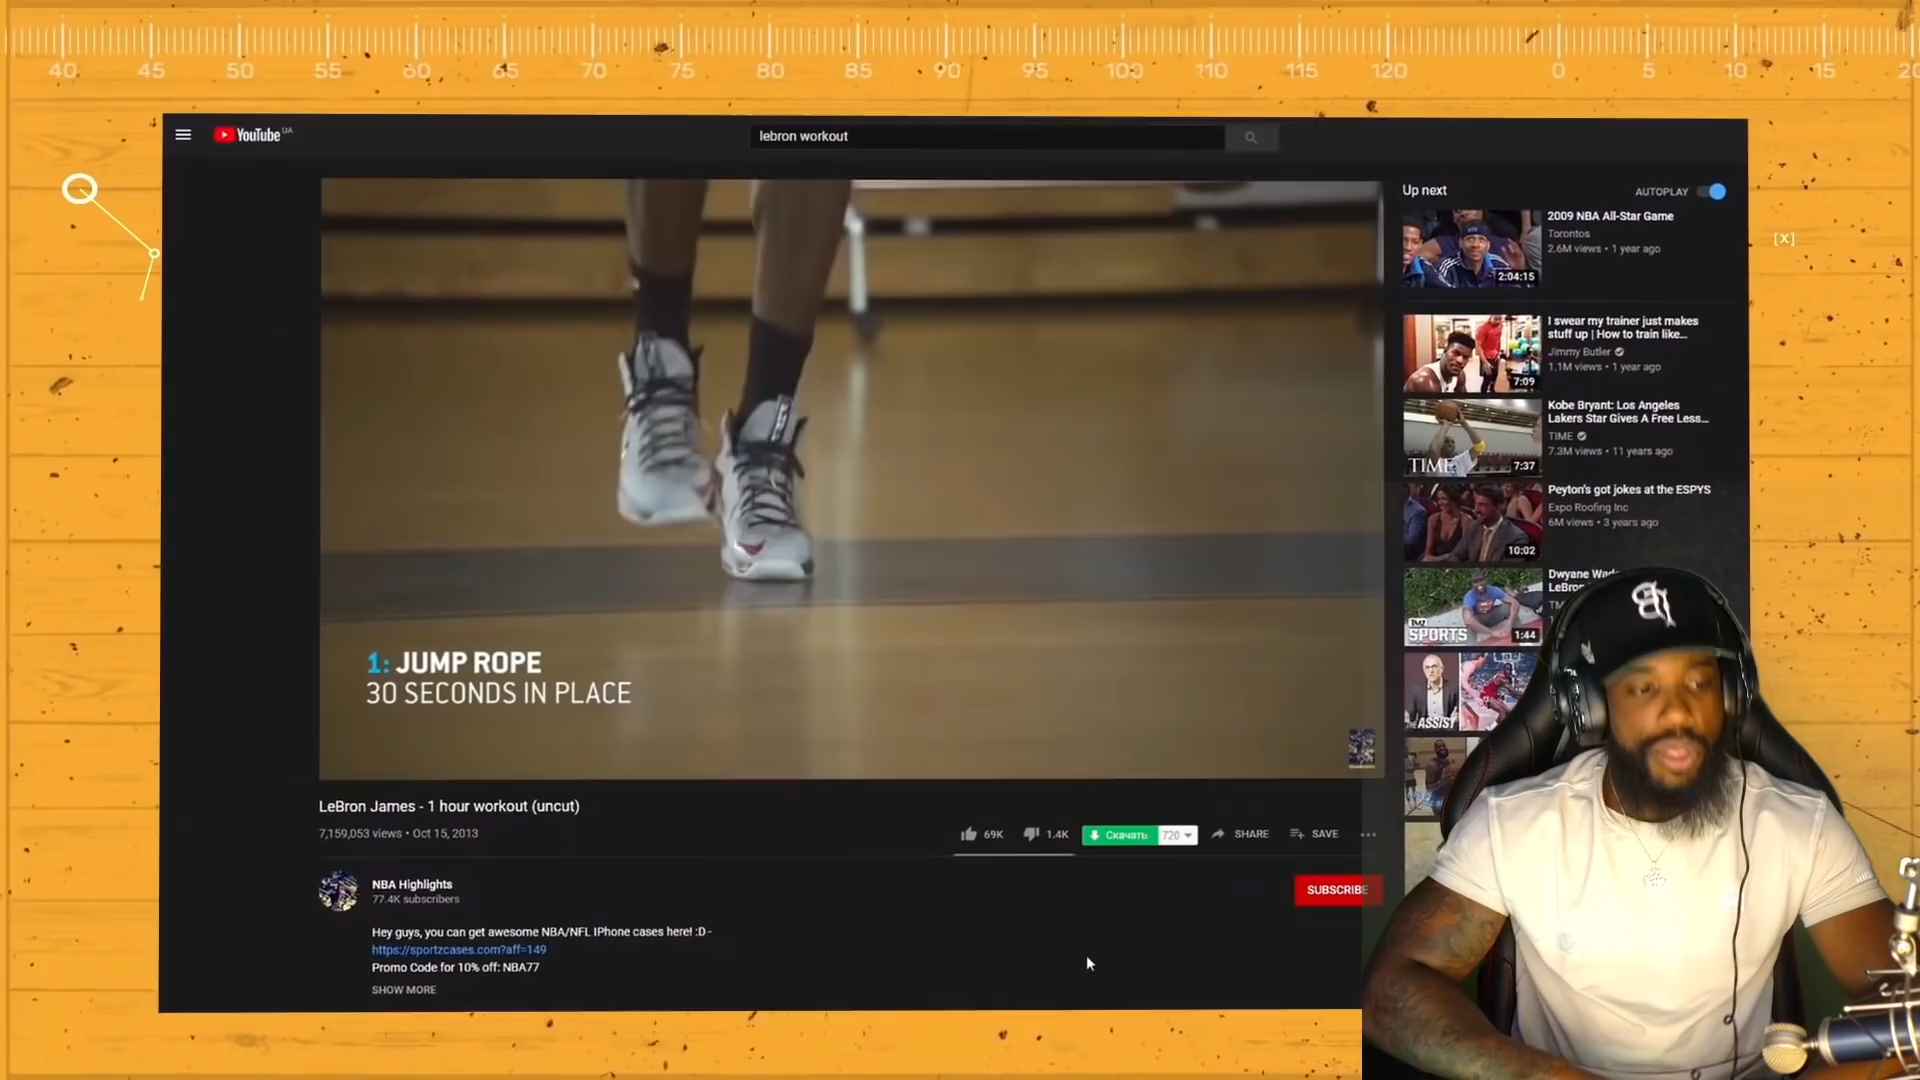 40 45 50 55 60 65 70 75 80 85 90 95 100 110 115 120 0 5 10 15 20
YouTube UA
lebron workout
Up next
AUTOPLAY
[X]
2009 NBA All-Star Game
Torontos
2.6M views • 1 year ago
2:04:15
I swear my trainer just makes
stuff up | How to train like...
Jimmy Butler
1.1M views • 1 year ago
7:09
Kobe Bryant: Los Angeles
Lakers Star Gives A Free Less...
TIME
7.3M views • 11 years ago
TIME
7:37
Peyton's got jokes at the ESPYS
Expo Roofing Inc
6M views • 3 years ago
10:02
Dwyane
LeBron
TMZ
SPORTS
1:44
THE ASSIST
1: JUMP ROPE
30 SECONDS IN PLACE
LeBron James - 1 hour workout (uncut)
7,159,053 views • Oct 15, 2013
69K 1.4K Скачать 720 SHARE SAVE
NBA Highlights
77.4K subscribers
SUBSCRIBE
Hey guys, you can get awesome NBA/NFL IPhone cases here! :D -
https://sportzcases.com?aff=149
Promo Code for 10% off: NBA77
SHOW MORE